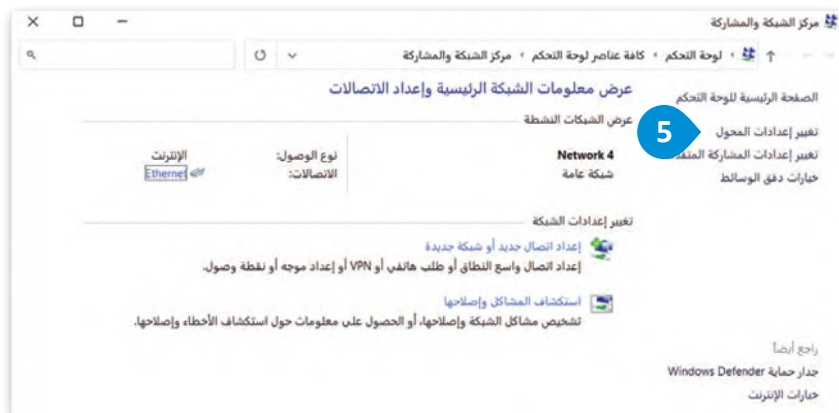 مركز الشبكة والمشاركة
لوحة التحكم › كافة عناصر لوحة التحكم › مركز الشبكة والمشاركة
الصفحة الرئيسية للوحة التحكم
تغيير إعدادات المحول
5
تغيير إعدادات المشاركة
خيارات دفق الوسائط
عرض معلومات الشبكة الرئيسية وإعداد الاتصالات
عرض الشبكات النشطة
Network 4
شبكة عامة
نوع الوصول: الإنترنت
الاتصالات: Ethernet
تغيير إعدادات الشبكة
إعداد اتصال جديد أو شبكة جديدة
إعداد اتصال واسع النطاق أو طلب هاتفي أو VPN أو إعداد موجه أو نقطة وصول.
استكشاف المشاكل وإصلاحها
تشخيص مشاكل الشبكة وإصلاحها، أو الحصول على معلومات حول استكشاف الأخطاء وإصلاحها.
راجع أيضاً
جدار حماية Windows Defender
خيارات الإنترنت